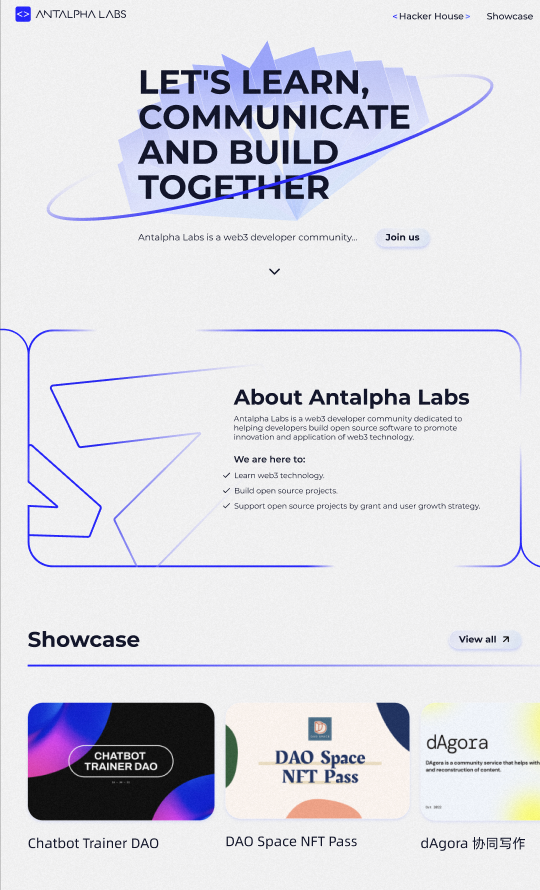 <> ANTALPHA LABS
<Hacker House>
Showcase
LET'S LEARN,
COMMUNICATE
AND BUILD
TOGETHER
Antalpha Labs is a web3 developer community...
Join us
About Antalpha Labs
Antalpha Labs is a web3 developer community dedicated to
helping developers build open source software to promote
innovation and application of web3 technology.
We are here to:
Learn web3 technology.
Build open source projects.
Support open source projects by grant and user growth strategy.
Showcase
View all
CHATBOT
TRAINER DAO
DAO Space
NFT Pass
dAgora
DAgora is a community service that helps with
and reconstruction of content.
Chatbot Trainer DAO
DAO Space NFT Pass
dAgora 协同写作